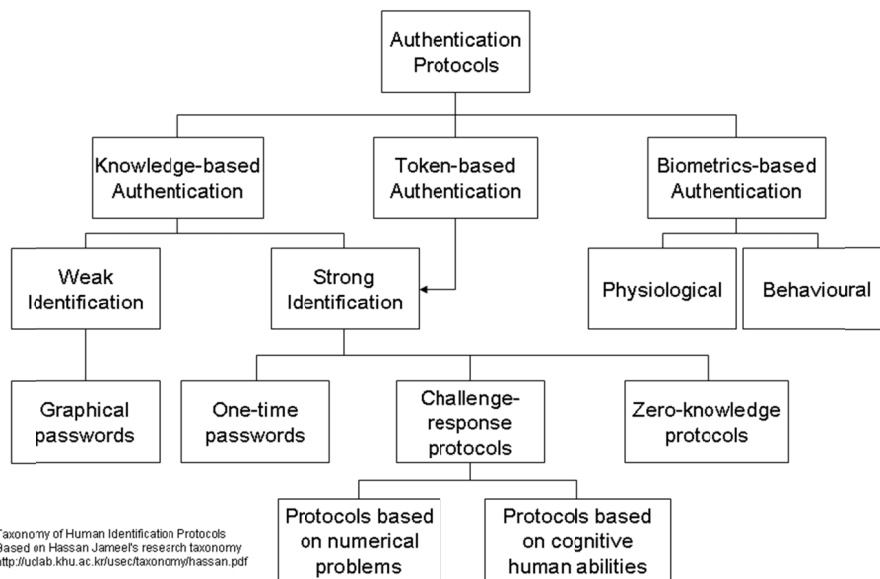 Authentication
Protocols
Knowledge-based
Authentication
Token-based
Authentication
Biometrics-based
Authentication
Weak
Identification
Strong
Identification
Physiological
Behavioural
Graphical
passwords
One-time
passwords
Challenge-
response
protocols
Zero-knowledge
protocols
Protocols based
on numerical
problems
Protocols based
on cognitive
human abilities
Taxonomy of Human Identification Protocols
Based on Hassan Jameel's research taxonomy
http://uclab.khu.ac.kr/usec/taxonomy/hassan.pdf